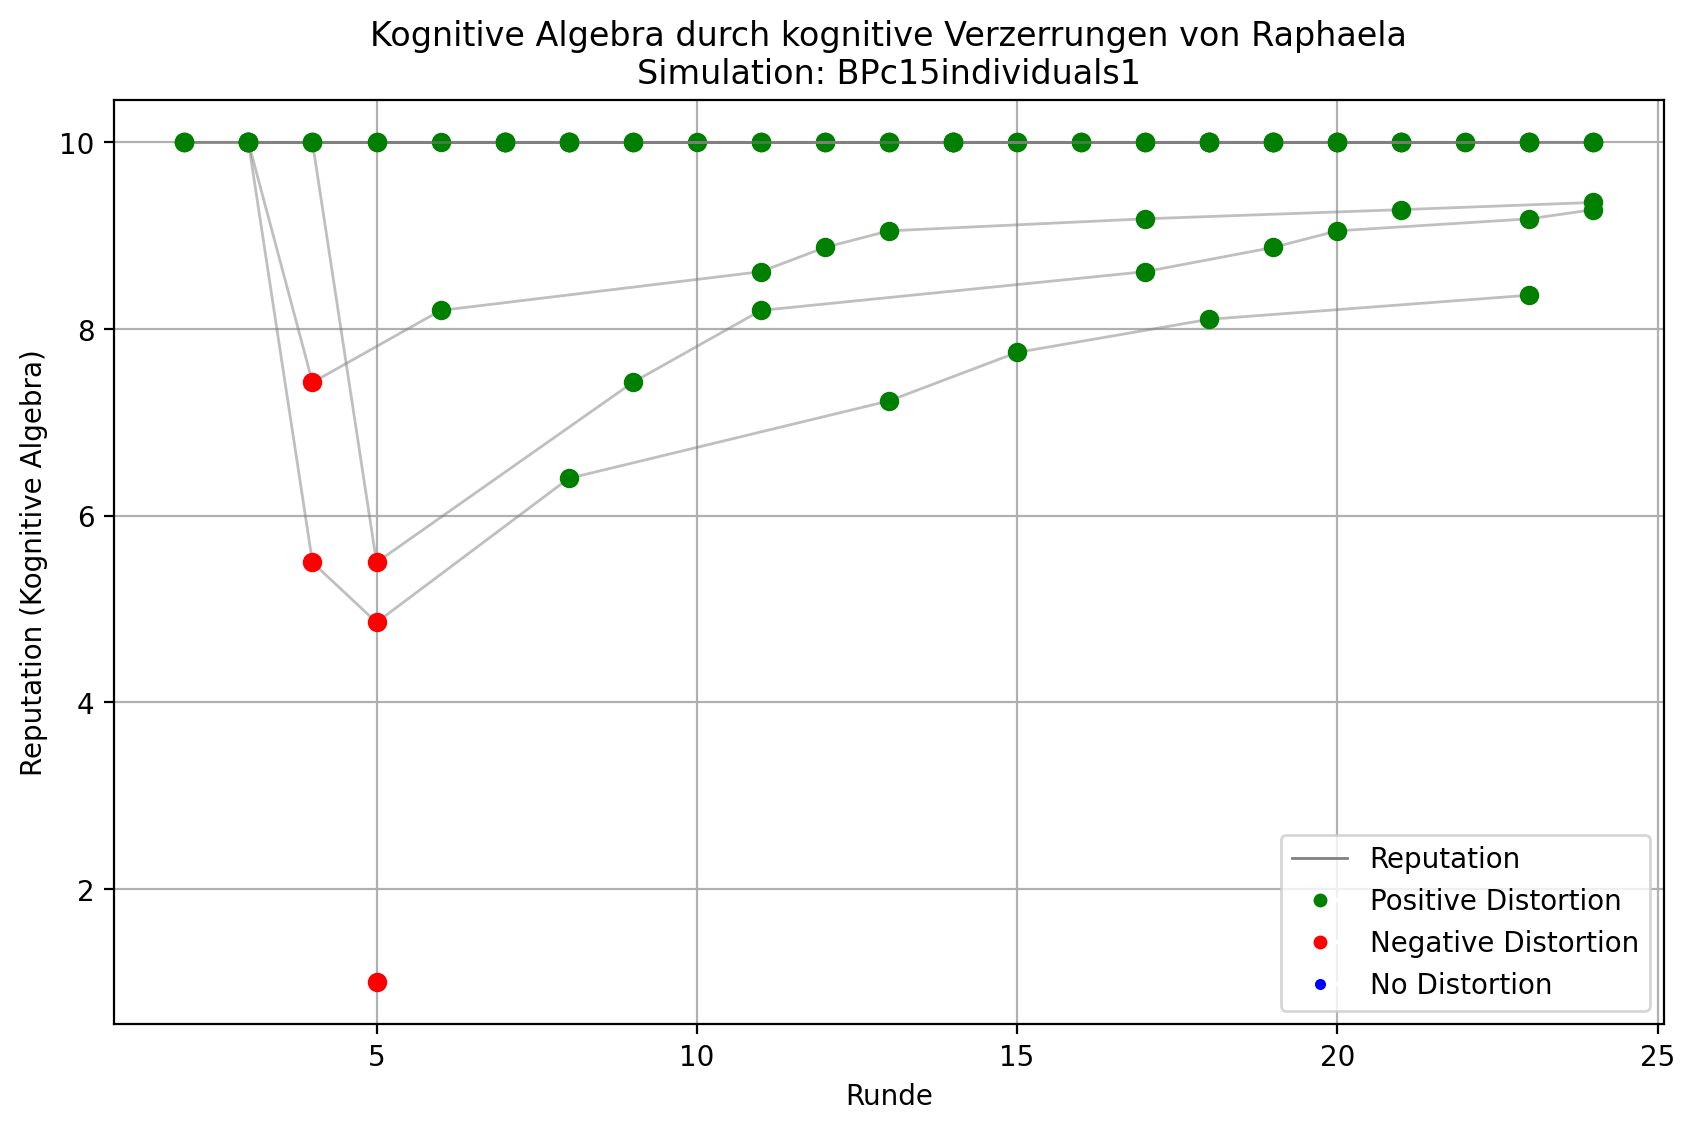 Kognitive Algebra durch kognitive Verzerrungen von Raphaela
Simulation: BPc15individuals1
Reputation (Kognitive Algebra)
10
8
6
4
2
5
10
15
20
25
Runde
Reputation
Positive Distortion
Negative Distortion
No Distortion